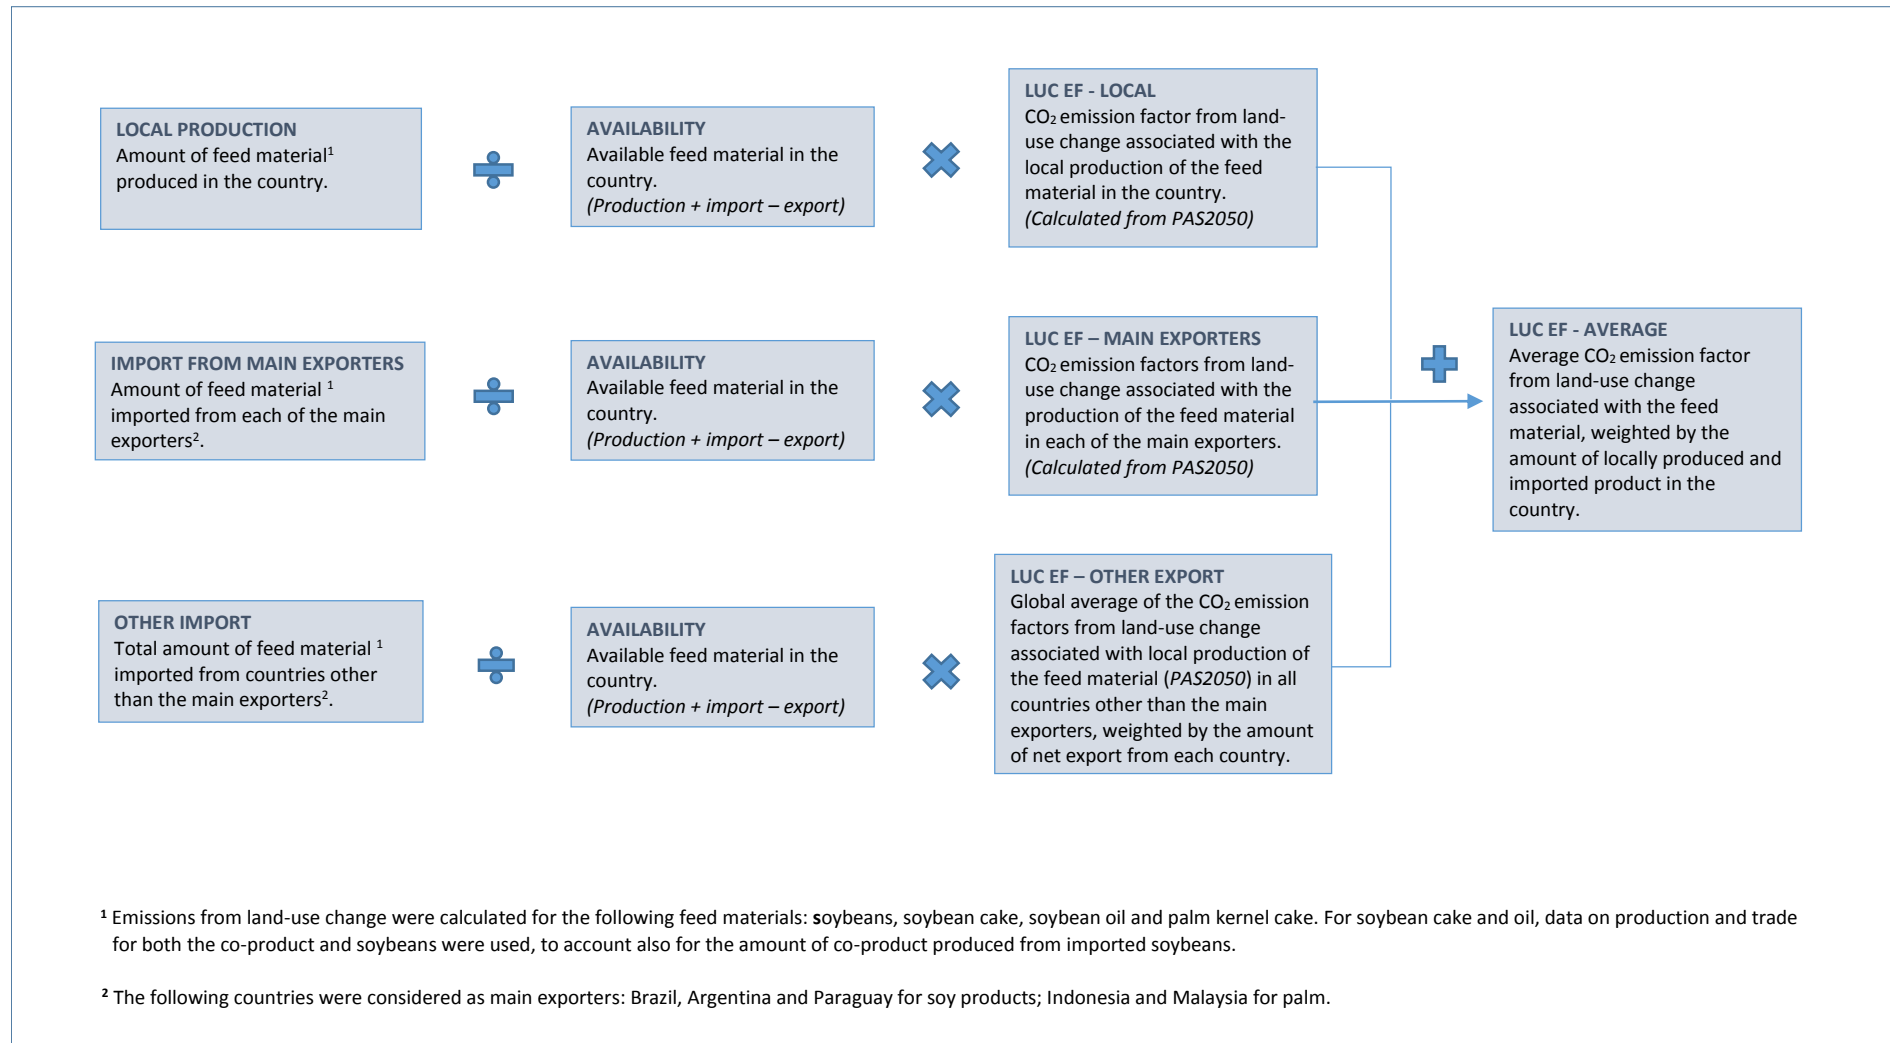 LOCAL PRODUCTION
Amount of feed material¹
produced in the country.
AVAILABILITY
Available feed material in the
country.
(Production + import – export)
LUC EF - LOCAL
CO₂ emission factor from land-
use change associated with the
local production of the feed
material in the country.
(Calculated from PAS2050)
IMPORT FROM MAIN EXPORTERS
Amount of feed material ¹
imported from each of the main
exporters².
AVAILABILITY
Available feed material in the
country.
(Production + import – export)
LUC EF – MAIN EXPORTERS
CO₂ emission factors from land-
use change associated with the
production of the feed material
in each of the main exporters.
(Calculated from PAS2050)
LUC EF - AVERAGE
Average CO₂ emission factor
from land-use change
associated with the feed
material, weighted by the
amount of locally produced and
imported product in the
country.
OTHER IMPORT
Total amount of feed material ¹
imported from countries other
than the main exporters².
AVAILABILITY
Available feed material in the
country.
(Production + import – export)
LUC EF – OTHER EXPORT
Global average of the CO₂ emission
factors from land-use change
associated with local production of
the feed material (PAS2050) in all
countries other than the main
exporters, weighted by the amount
of net export from each country.
¹ Emissions from land-use change were calculated for the following feed materials: soybeans, soybean cake, soybean oil and palm kernel cake. For soybean cake and oil, data on production and trade
for both the co-product and soybeans were used, to account also for the amount of co-product produced from imported soybeans.
² The following countries were considered as main exporters: Brazil, Argentina and Paraguay for soy products; Indonesia and Malaysia for palm.